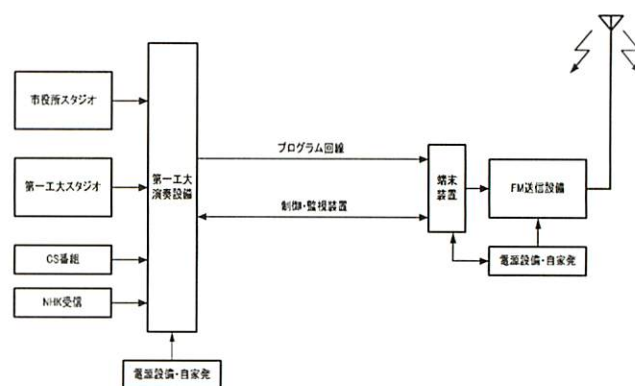 市役所スタジオ
第一工大スタジオ
CS番組
NHK受信
第一工大
演奏設備
電源設備・自家発
プログラム回線
制御・監視装置
端末
装置
FM送信設備
電源設備・自家発